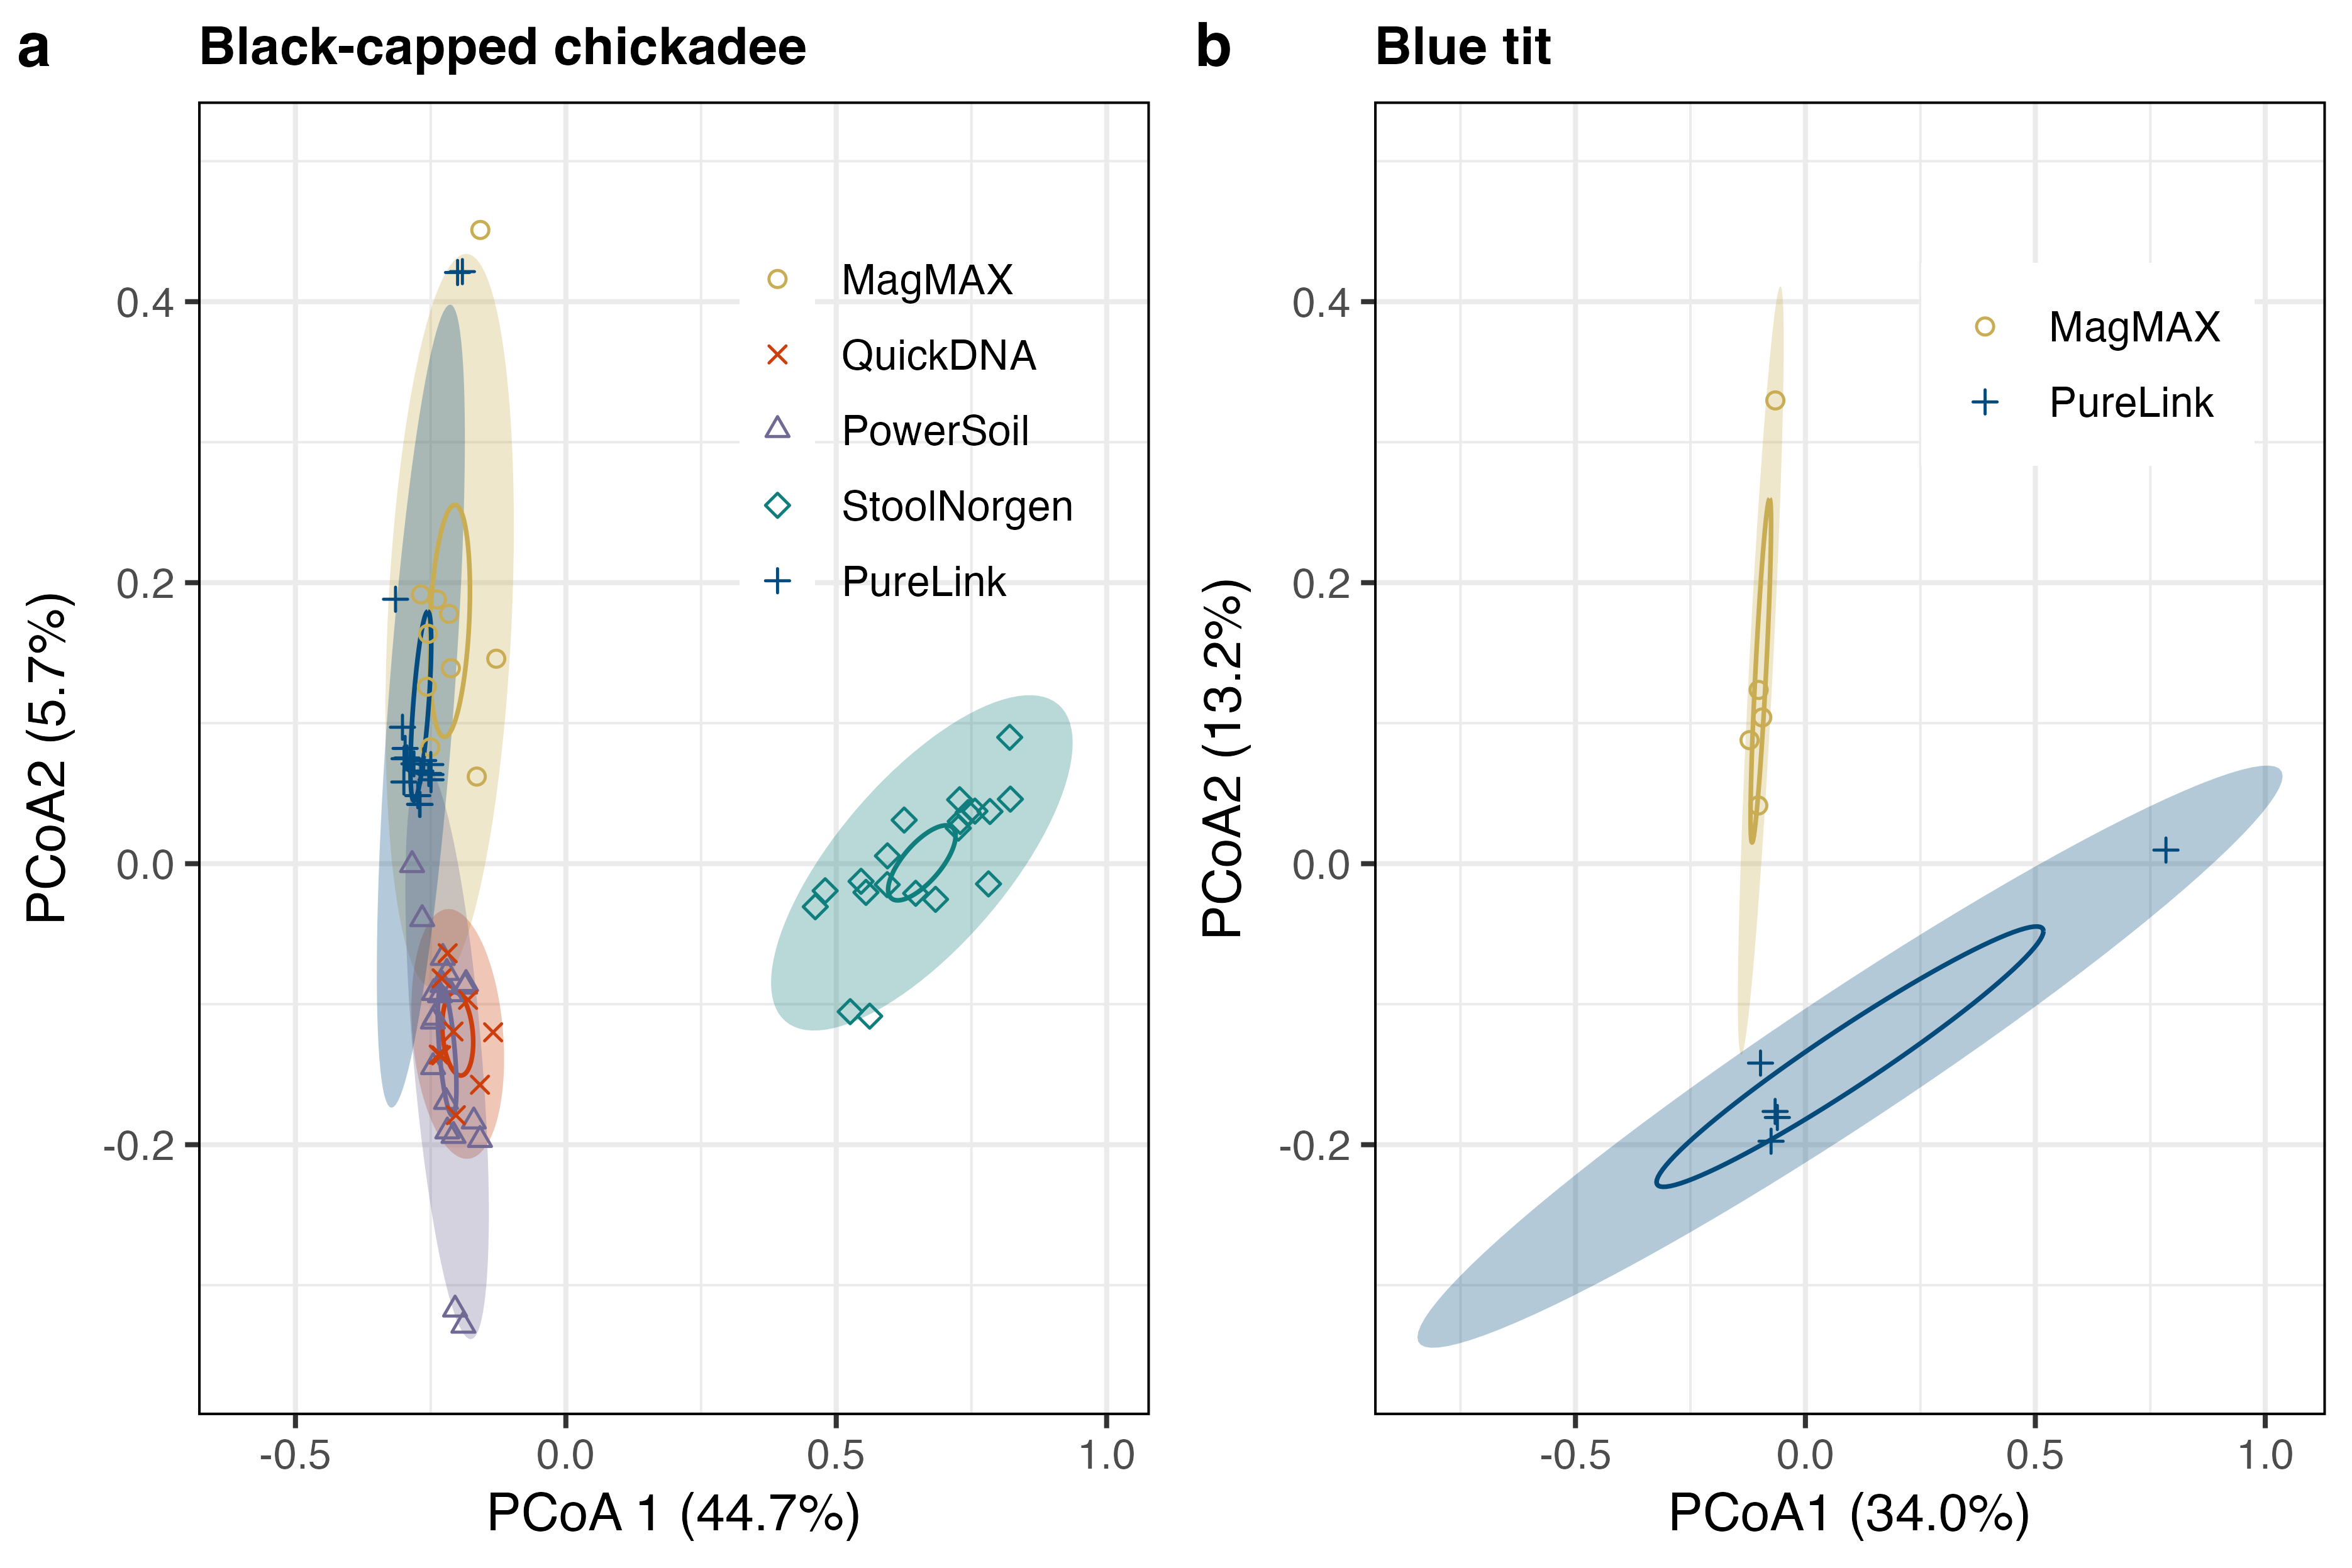 a Black-capped chickadee
PCoA2 (5.7%)
0.4
0.2
0.0
-0.2
-0.5 0.0 0.5 1.0
PCoA 1 (44.7%)
MagMAX
QuickDNA
PowerSoil
StoolNorgen
PureLink
b Blue tit
PCoA2 (13.2%)
0.4
0.2
0.0
-0.2
-0.5 0.0 0.5 1.0
PCoA1 (34.0%)
MagMAX
PureLink